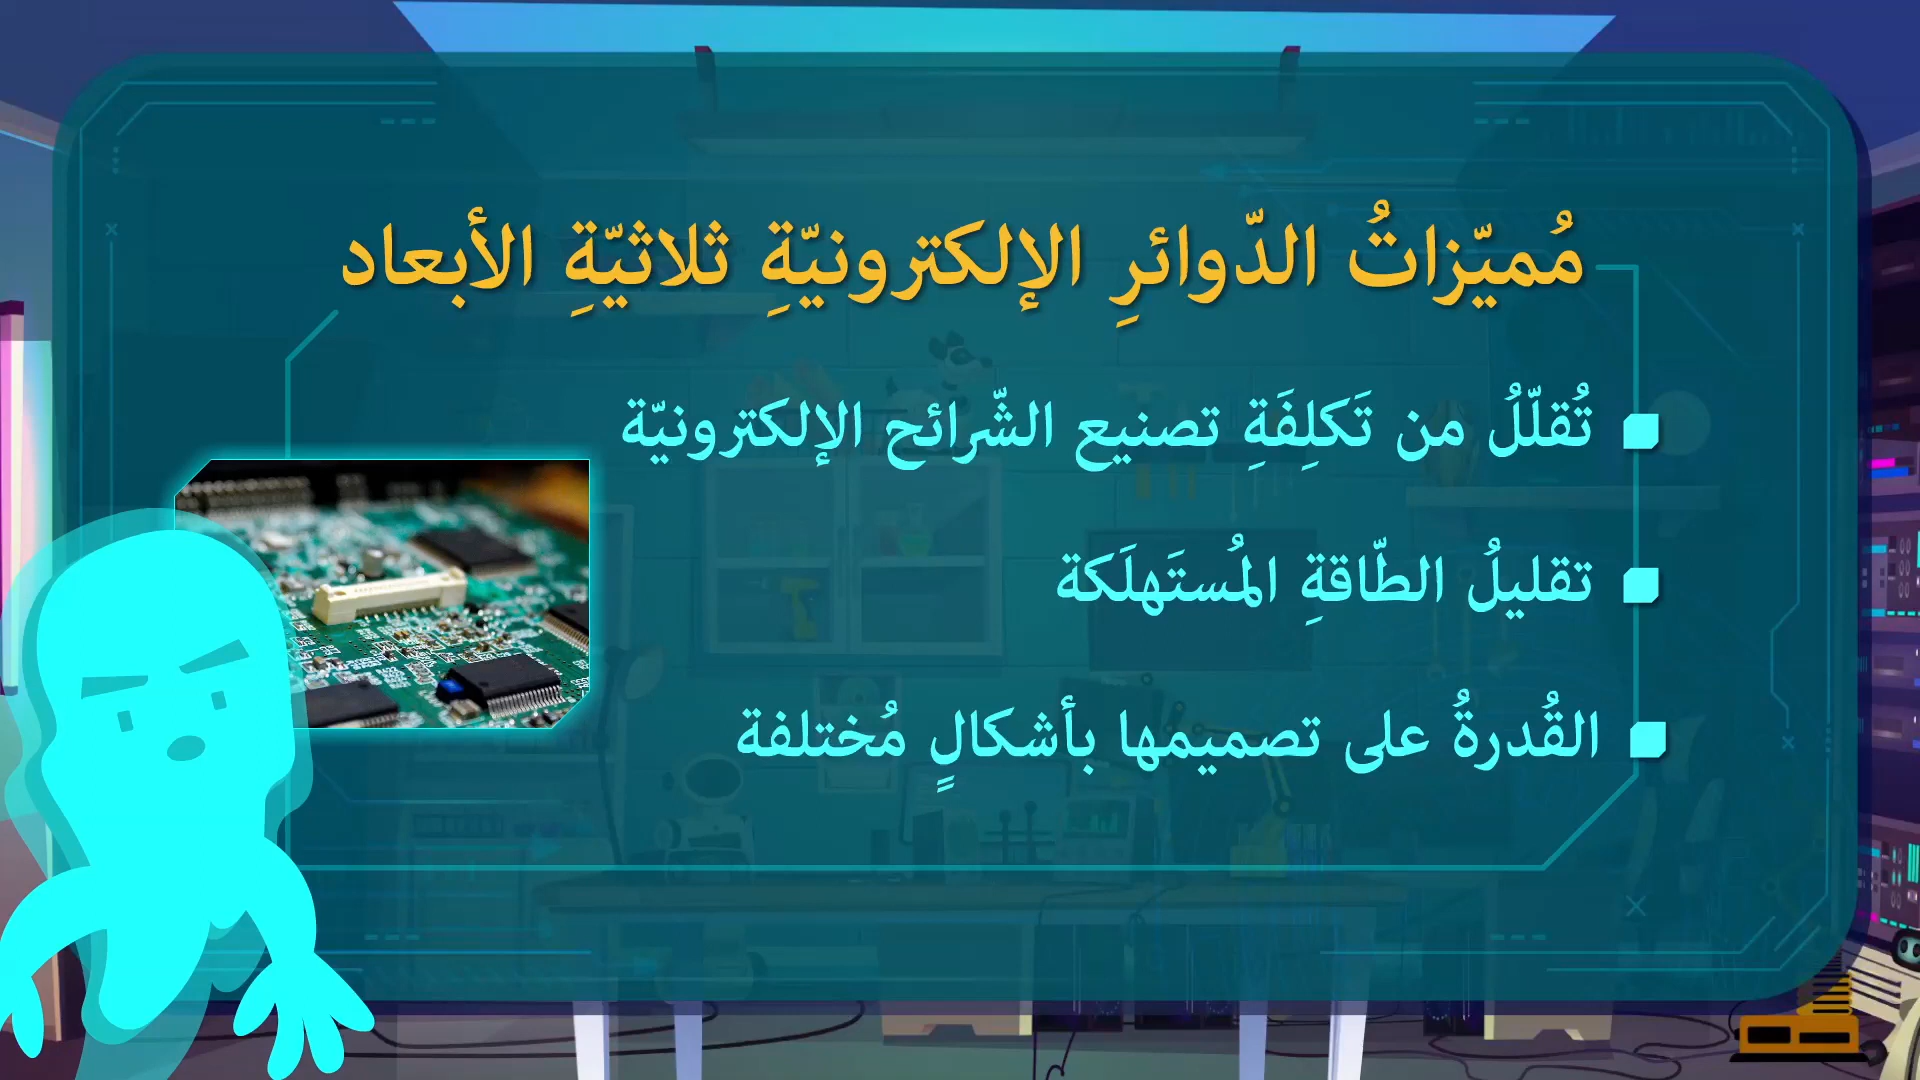 مُميّزاتُ الدّوائرِ الإلكترونيّةِ ثلاثيّةِ الأبعاد
تُقلّلُ من تَكلِفَةِ تصنيع الشّرائح الإلكترونيّة
تقليلُ الطّاقةِ المُستَهلَكة
القُدرةُ على تصميمها بأشكالٍ مُختلفة